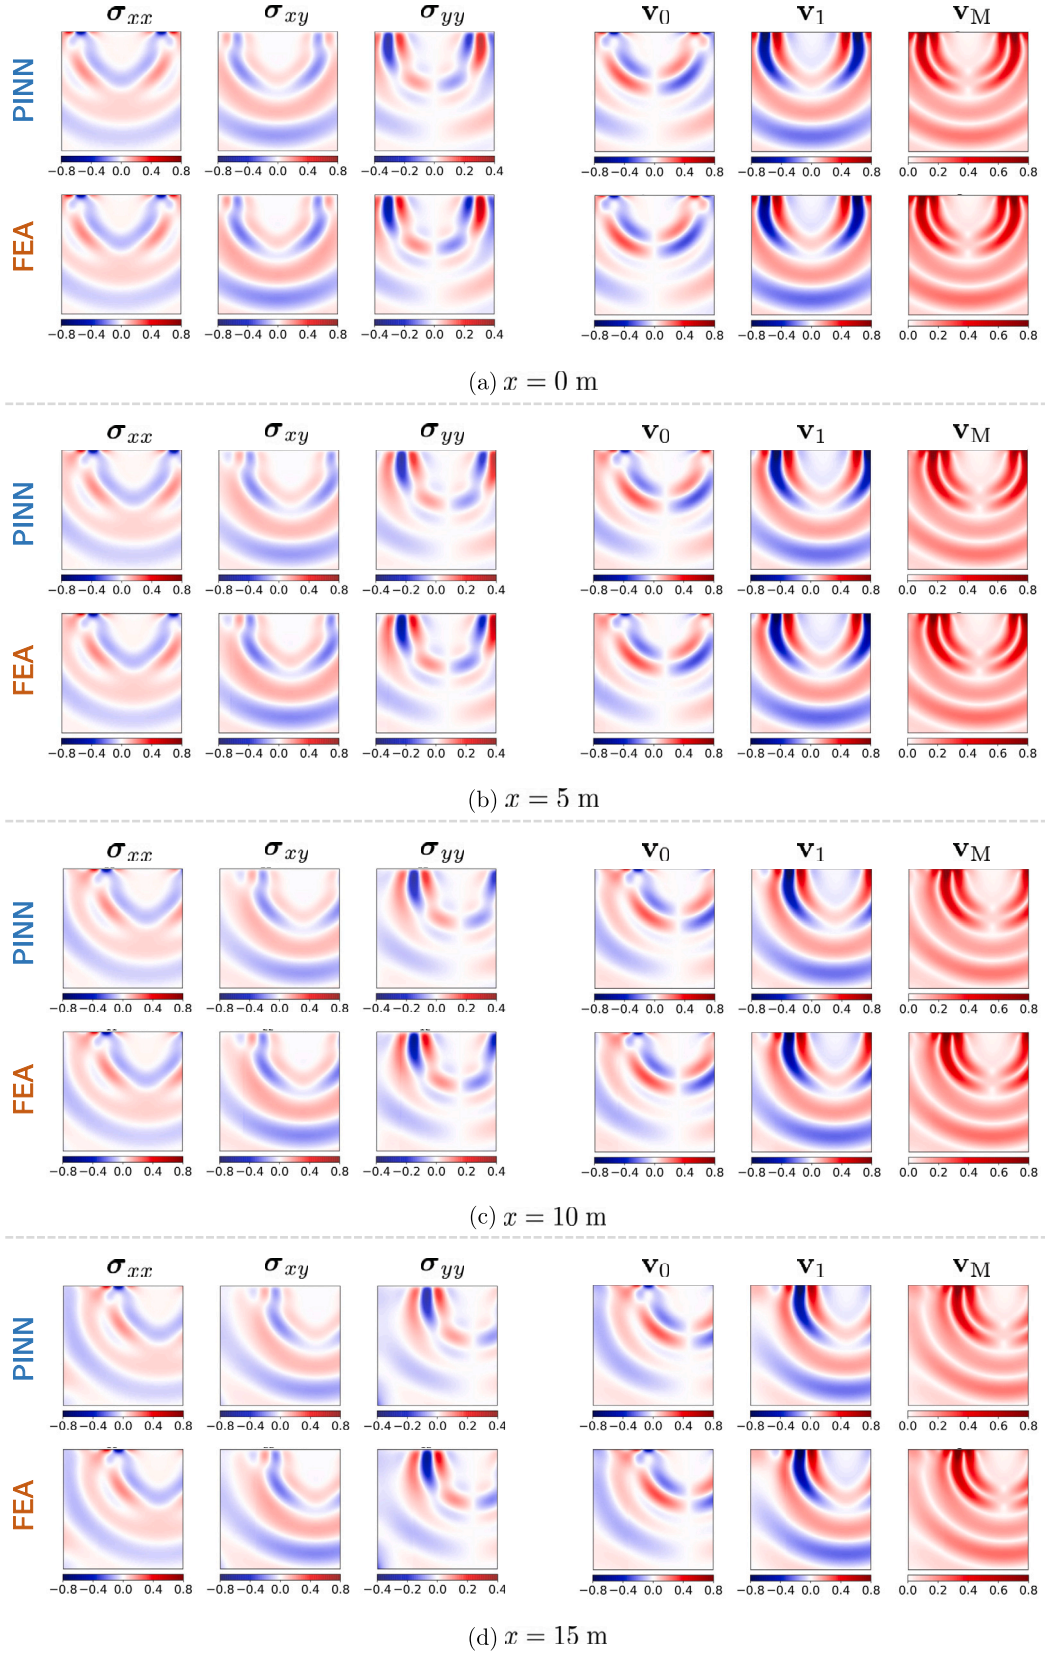 σxx σxy σyy v0 v1 vM
PINN
−0.8 −0.4 0.0 0.4 0.8 −0.8 −0.4 0.0 0.4 0.8 −0.4 −0.2 0.0 0.2 0.4 −0.8 −0.4 0.0 0.4 0.8 −0.8 −0.4 0.0 0.4 0.8 0.0 0.2 0.4 0.6 0.8
FEA
−0.8 −0.4 0.0 0.4 0.8 −0.8 −0.4 0.0 0.4 0.8 −0.4 −0.2 0.0 0.2 0.4 −0.8 −0.4 0.0 0.4 0.8 −0.8 −0.4 0.0 0.4 0.8 0.0 0.2 0.4 0.6 0.8
(a) x = 0 m
σxx σxy σyy v0 v1 vM
PINN
−0.8 −0.4 0.0 0.4 0.8 −0.8 −0.4 0.0 0.4 0.8 −0.4 −0.2 0.0 0.2 0.4 −0.8 −0.4 0.0 0.4 0.8 −0.8 −0.4 0.0 0.4 0.8 0.0 0.2 0.4 0.6 0.8
FEA
−0.8 −0.4 0.0 0.4 0.8 −0.8 −0.4 0.0 0.4 0.8 −0.4 −0.2 0.0 0.2 0.4 −0.8 −0.4 0.0 0.4 0.8 −0.8 −0.4 0.0 0.4 0.8 0.0 0.2 0.4 0.6 0.8
(b) x = 5 m
σxx σxy σyy v0 v1 vM
PINN
−0.8 −0.4 0.0 0.4 0.8 −0.8 −0.4 0.0 0.4 0.8 −0.4 −0.2 0.0 0.2 0.4 −0.8 −0.4 0.0 0.4 0.8 −0.8 −0.4 0.0 0.4 0.8 0.0 0.2 0.4 0.6 0.8
FEA
−0.8 −0.4 0.0 0.4 0.8 −0.8 −0.4 0.0 0.4 0.8 −0.4 −0.2 0.0 0.2 0.4 −0.8 −0.4 0.0 0.4 0.8 −0.8 −0.4 0.0 0.4 0.8 0.0 0.2 0.4 0.6 0.8
(c) x = 10 m
σxx σxy σyy v0 v1 vM
PINN
−0.8 −0.4 0.0 0.4 0.8 −0.8 −0.4 0.0 0.4 0.8 −0.4 −0.2 0.0 0.2 0.4 −0.8 −0.4 0.0 0.4 0.8 −0.8 −0.4 0.0 0.4 0.8 0.0 0.2 0.4 0.6 0.8
FEA
−0.8 −0.4 0.0 0.4 0.8 −0.8 −0.4 0.0 0.4 0.8 −0.4 −0.2 0.0 0.2 0.4 −0.8 −0.4 0.0 0.4 0.8 −0.8 −0.4 0.0 0.4 0.8 0.0 0.2 0.4 0.6 0.8
(d) x = 15 m